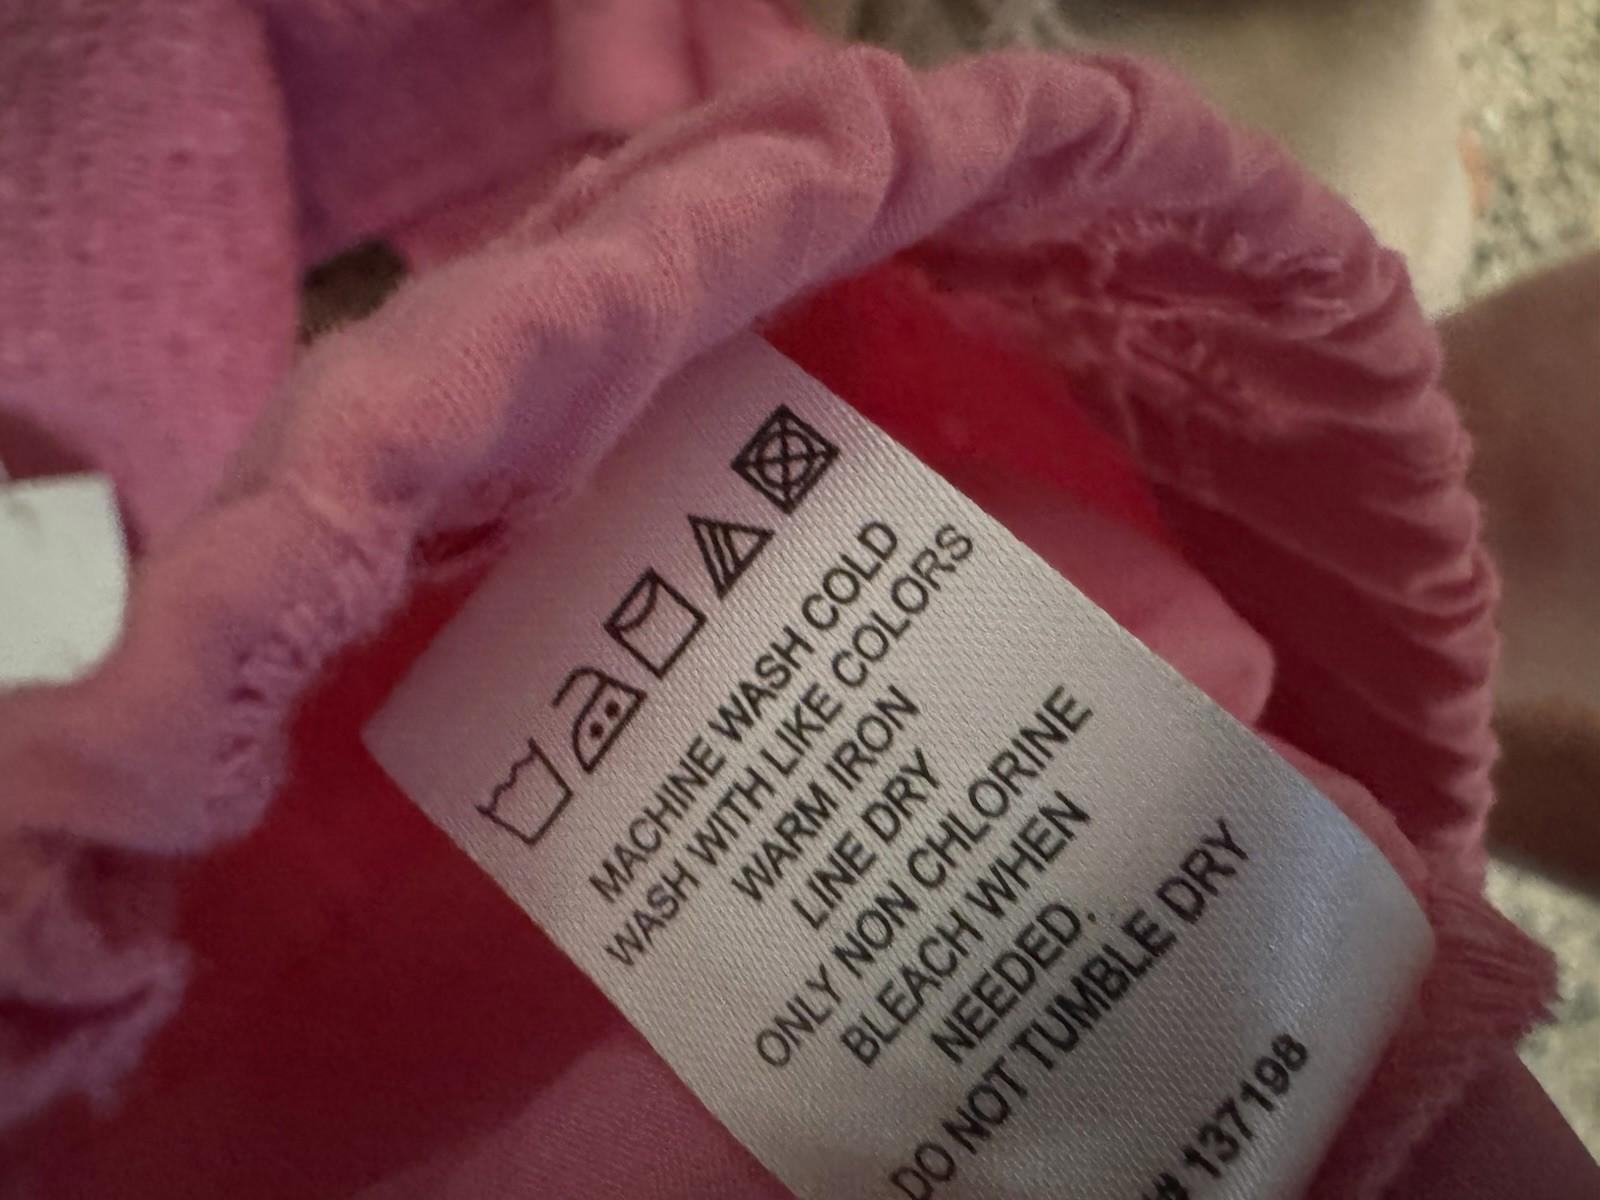 MACHINE WASH COLD
WASH WITH LIKE COLORS
WARM IRON
LINE DRY
ONLY NON CHLORINE
BLEACH WHEN
NEEDED.
DO NOT TUMBLE DRY
# 137198